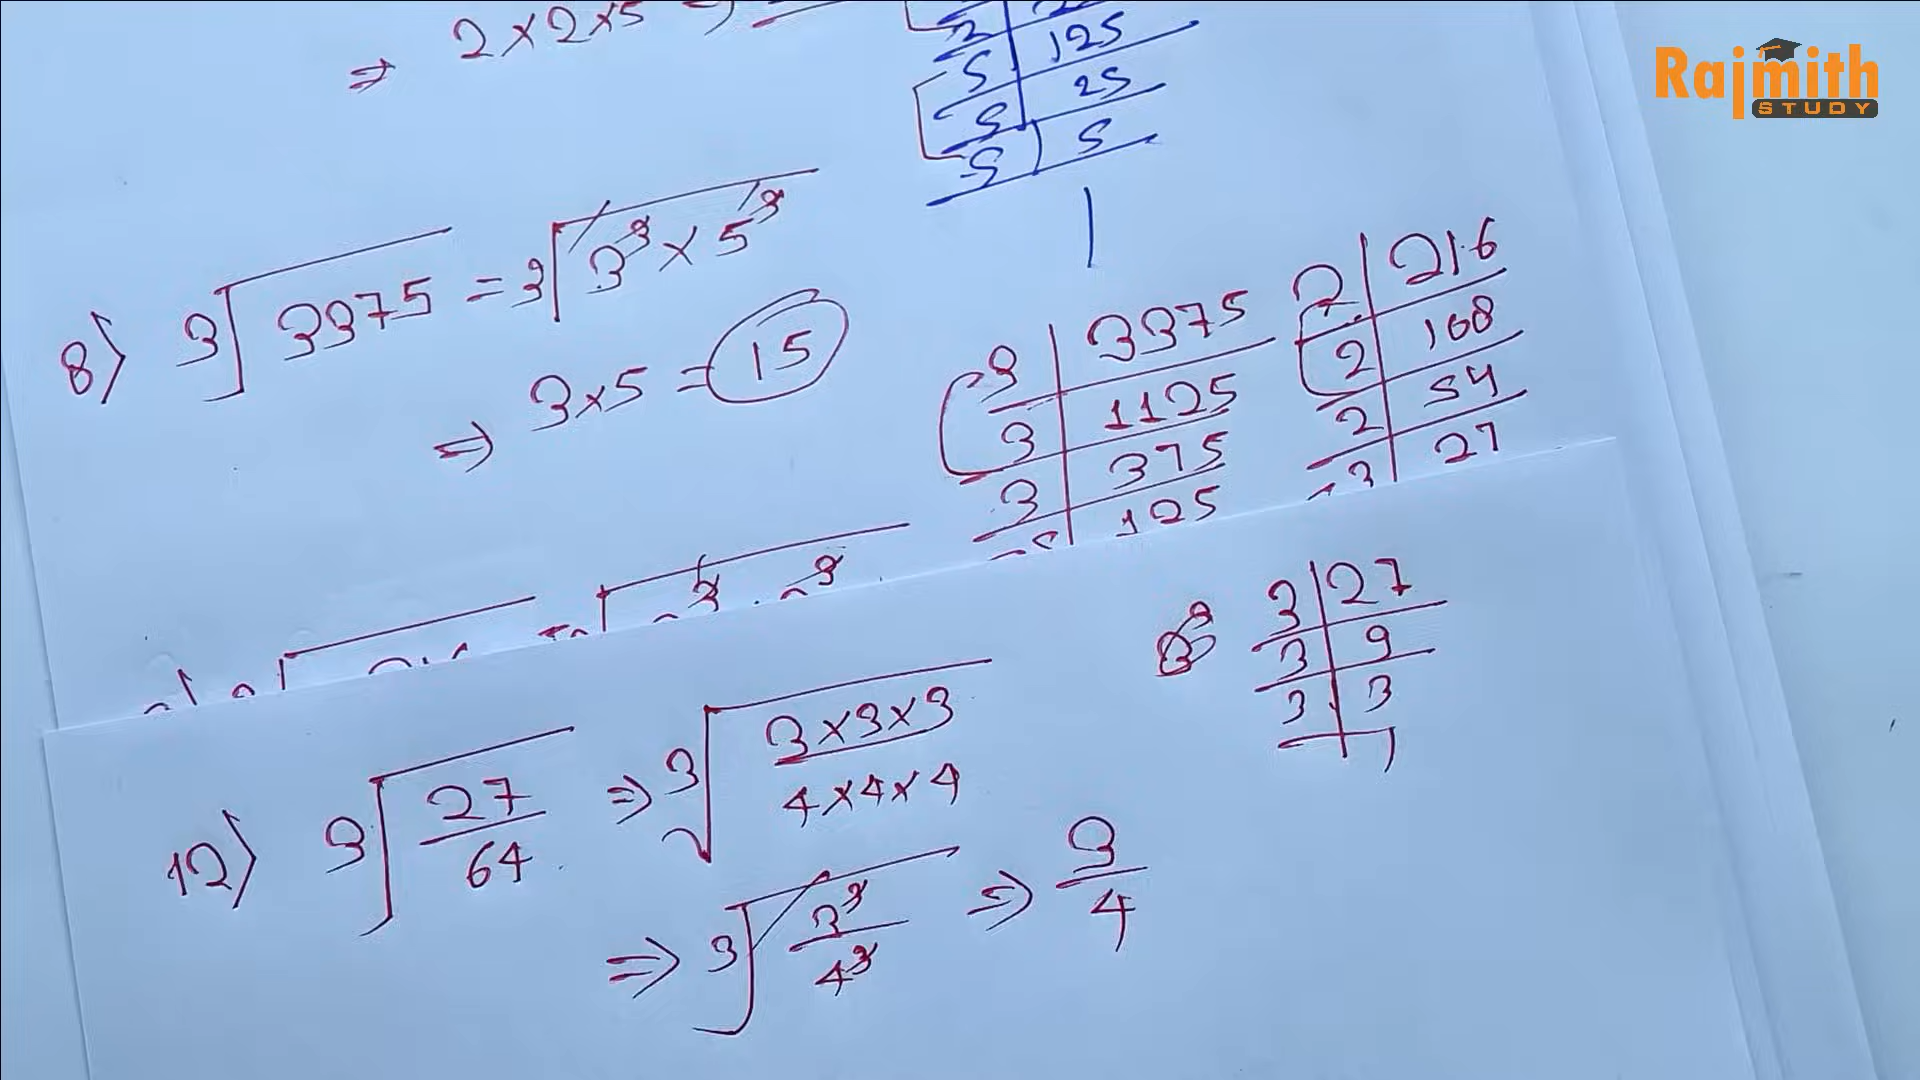 ⇒ 2×2×5 ⇒
2 | 125
5 | 25
5 | 5
5
1
Rajmith
STUDY
8) ∛3375 = ∛3³×5³
⇒ 3×5 = 15
3 | 3375
3 | 1125
3 | 375
125
2 | 216
2 | 108
2 | 54
3 | 27
12) ∛27/64 ⇒ ∛3×3×3/4×4×4
⇒ ∛3³/4³ ⇒ 3/4
3 | 27
3 | 9
3 | 3
1